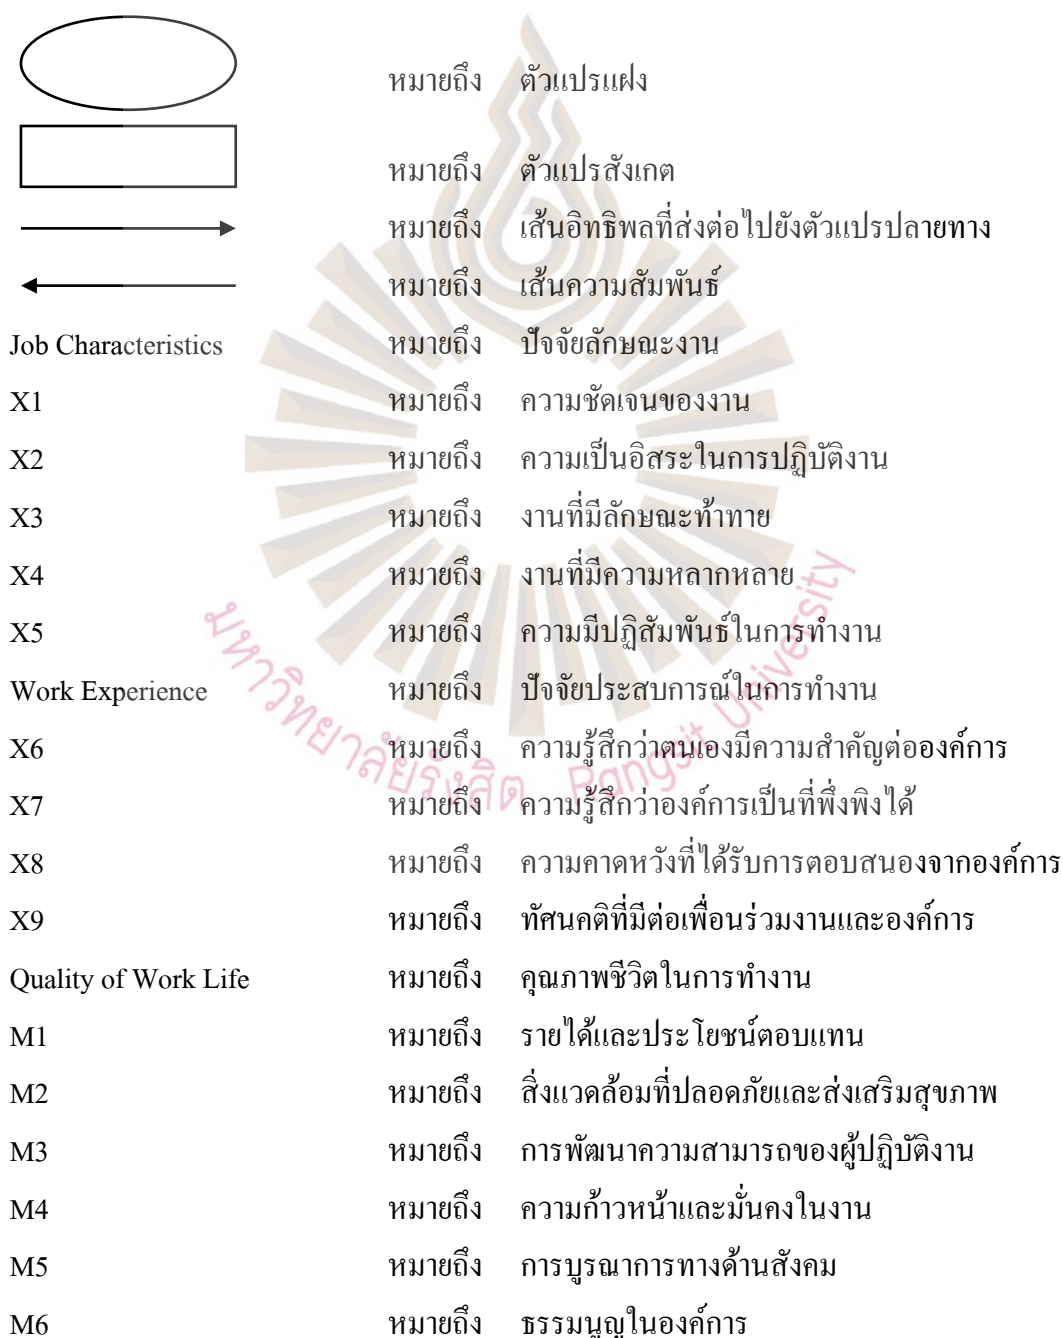 หมายถึง ตัวแปรแฝง
หมายถึง ตัวแปรสังเกต
หมายถึง เส้นอิทธิพลที่ส่งต่อไปยังตัวแปรปลายทาง
หมายถึง เส้นความสัมพันธ์
Job Characteristics หมายถึง ปัจจัยลักษณะงาน
X1 หมายถึง ความชัดเจนของงาน
X2 หมายถึง ความเป็นอิสระในการปฏิบัติงาน
X3 หมายถึง งานที่มีลักษณะท้าทาย
X4 หมายถึง งานที่มีความหลากหลาย
X5 หมายถึง ความมีปฏิสัมพันธ์ในการทำงาน
Work Experience หมายถึง ปัจจัยประสบการณ์ในการทำงาน
X6 หมายถึง ความรู้สึกว่าตนเองมีความสำคัญต่อองค์การ
X7 หมายถึง ความรู้สึกว่าองค์การเป็นที่พึ่งพิงได้
X8 หมายถึง ความคาดหวังที่ได้รับการตอบสนองจากองค์การ
X9 หมายถึง ทัศนคติที่มีต่อเพื่อนร่วมงานและองค์การ
Quality of Work Life หมายถึง คุณภาพชีวิตในการทำงาน
M1 หมายถึง รายได้และประโยชน์ตอบแทน
M2 หมายถึง สิ่งแวดล้อมที่ปลอดภัยและส่งเสริมสุขภาพ
M3 หมายถึง การพัฒนาความสามารถของผู้ปฏิบัติงาน
M4 หมายถึง ความก้าวหน้าและมั่นคงในงาน
M5 หมายถึง การบูรณาการทางด้านสังคม
M6 หมายถึง ธรรมนูญในองค์การ
มหาวิทยาลัยรังสิต Rangsit University